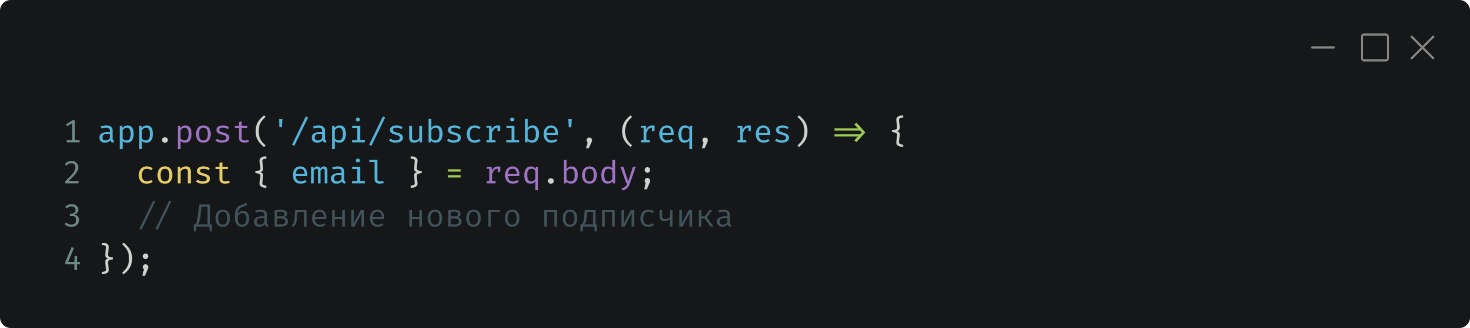 1 app.post('/api/subscribe', (req, res) => {
2   const { email } = req.body;
3   // Добавление нового подписчика
4 });